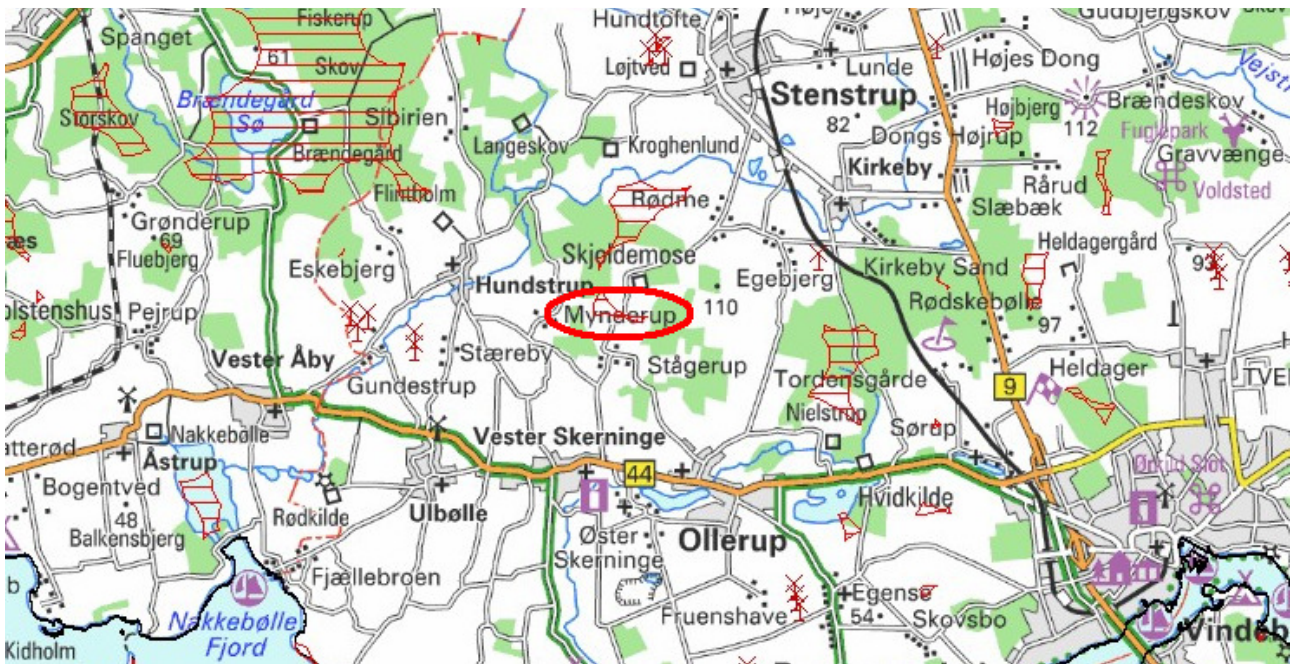 Fiskerup
Hundtofte
Højes Dong
Gudbjergskov
Spanget
61
Skov
Løjtved
Lunde
Brændegård
Sø
Stenstrup
Højbjerg
Brændeskov
Storskov
Sibirien
82
112
Fuglepark
Langeskov
Kroghenlund
Dongs Højrup
Gravvænge
Brændegård
Kirkeby
Rårud
Voldsted
Flintholm
Rødme
Slæbæk
Grønderup
69
Fluebjerg
Skjoldemose
Heldagergård
Eskebjerg
Egebjerg
Kirkeby Sand
93
Hundstrup
110
Rødskebølle
Pejrup
Mynderup
97
Vester Åby
Stæreby
Stågerup
Gundestrup
Tordensgårde
9
Heldager
Nielstrup
Nakkebølle
Vester Skerninge
Sørup
Åstrup
44
Bogentved
Hvidkilde
48
Rødkilde
Ulbølle
Balkensbjerg
Øster
Skerninge
Ollerup
Fjællebroen
Egense
Fruenshave
54
Skovsbo
Nakkebølle
Fjord
Kidholm
Vindeb